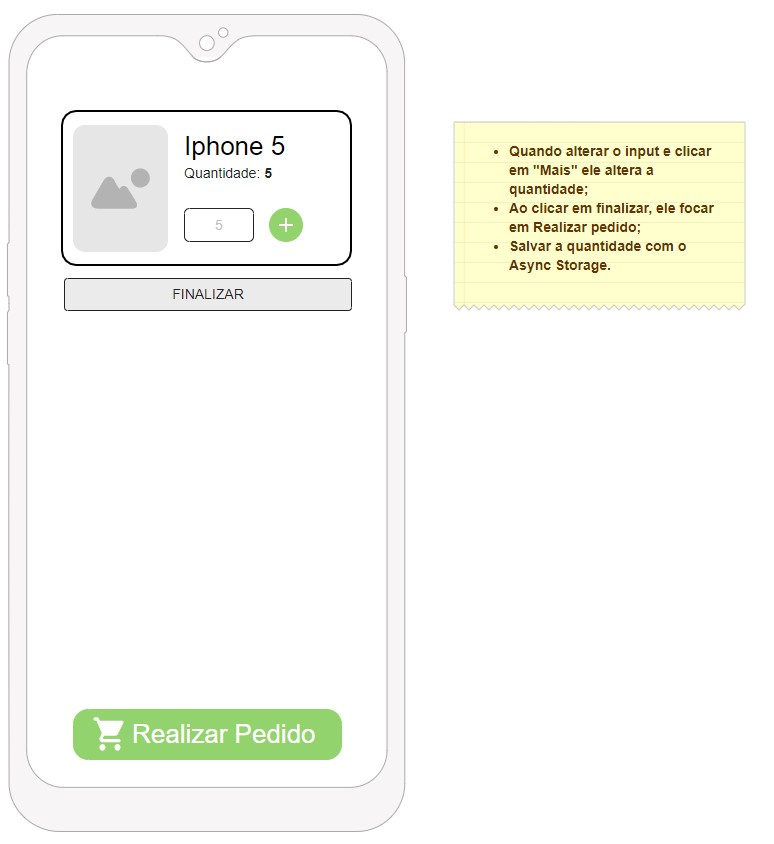 Iphone 5
Quantidade: 5
5
FINALIZAR
Realizar Pedido
• Quando alterar o input e clicar
em "Mais" ele altera a
quantidade;
• Ao clicar em finalizar, ele focar
em Realizar pedido;
• Salvar a quantidade com o
Async Storage.